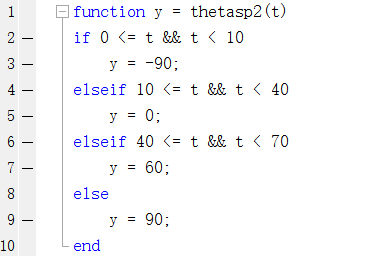 1 function y = thetasp2(t)
2 — if 0 <= t && t < 10
3 — y = -90;
4 — elseif 10 <= t && t < 40
5 — y = 0;
6 — elseif 40 <= t && t < 70
7 — y = 60;
8 else
9 — y = 90;
10 end